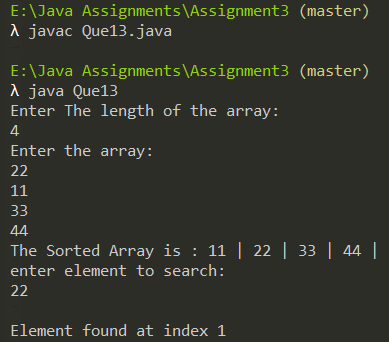 E:\Java Assignments\Assignment3 (master)
λ javac Que13.java
E:\Java Assignments\Assignment3 (master)
λ java Que13
Enter The length of the array:
4
Enter the array:
22
11
33
44
The Sorted Array is : 11 | 22 | 33 | 44 |
enter element to search:
22
Element found at index 1